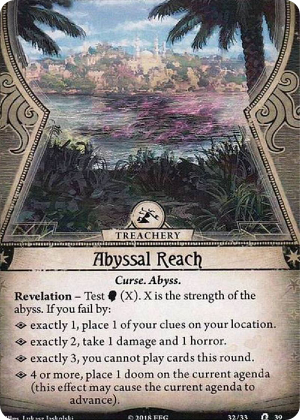 TREACHERY
Abyssal Reach
Curse. Abyss.
Revelation – Test (X). X is the strength of the
abyss. If you fail by:
exactly 1, place 1 of your clues on your location.
exactly 2, take 1 damage and 1 horror.
exactly 3, you cannot play cards this round.
4 or more, place 1 doom on the current agenda
(this effect may cause the current agenda to
advance).
Illus. Lukasz Jaskolski
© 2018 FFG
32/33
39